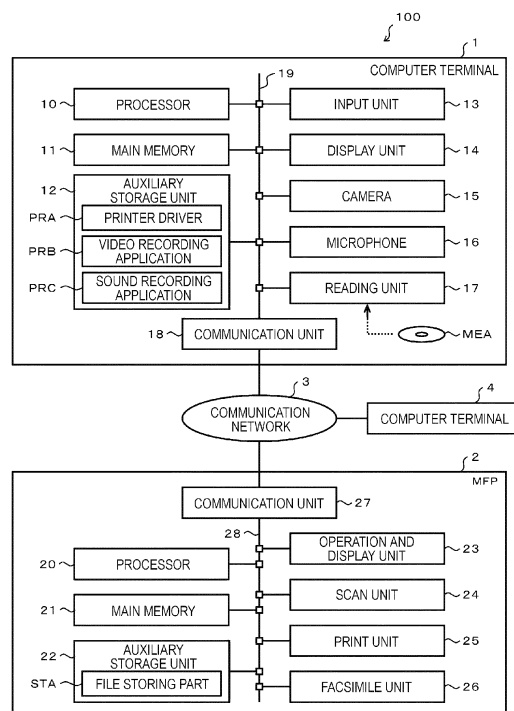 100
1
19
COMPUTER TERMINAL
10
PROCESSOR
INPUT UNIT
13
11
MAIN MEMORY
DISPLAY UNIT
14
12
AUXILIARY
STORAGE UNIT
CAMERA
15
PRA
PRINTER DRIVER
PRB
VIDEO RECORDING
APPLICATION
MICROPHONE
16
PRC
SOUND RECORDING
APPLICATION
READING UNIT
17
18
COMMUNICATION UNIT
MEA
3
COMMUNICATION
NETWORK
4
COMPUTER TERMINAL
2
MFP
COMMUNICATION UNIT
27
28
OPERATION AND
DISPLAY UNIT
23
20
PROCESSOR
SCAN UNIT
24
21
MAIN MEMORY
PRINT UNIT
25
22
AUXILIARY
STORAGE UNIT
STA
FILE STORING PART
FACSIMILE UNIT
26